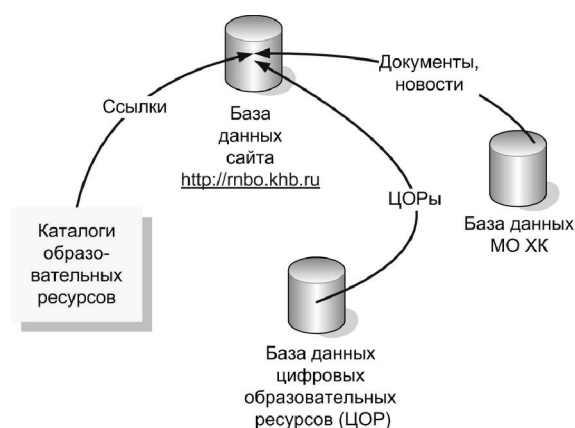 Документы,
новости
Ссылки
База
данных
сайта
http://rnbo.khb.ru
ЦОРы
База данных
МО ХК
Каталоги
образо-
вательных
ресурсов
База данных
цифровых
образовательных
ресурсов (ЦОР)